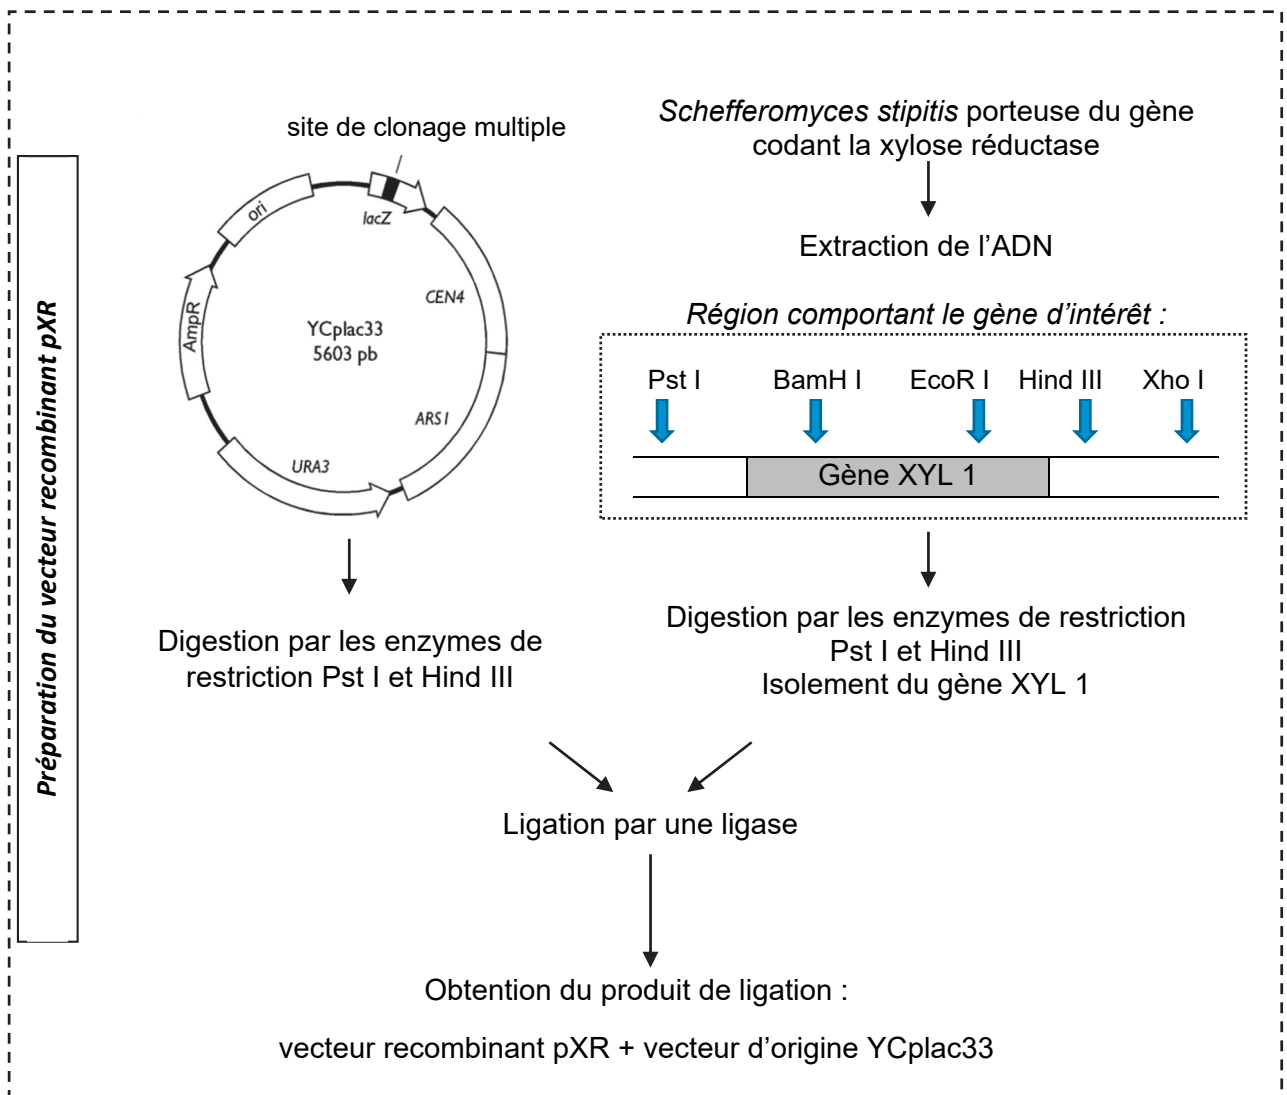 Préparation du vecteur recombinant pXR
site de clonage multiple
ori
lacZ
AmpR
CEN4
YCplac33
5603 pb
ARS1
URA3
Digestion par les enzymes de
restriction Pst I et Hind III
Schefferomyces stipitis porteuse du gène
codant la xylose réductase
Extraction de l’ADN
Région comportant le gène d’intérêt :
Pst I BamH I EcoR I Hind III Xho I
Gène XYL 1
Digestion par les enzymes de restriction
Pst I et Hind III
Isolement du gène XYL 1
Ligation par une ligase
Obtention du produit de ligation :
vecteur recombinant pXR + vecteur d’origine YCplac33